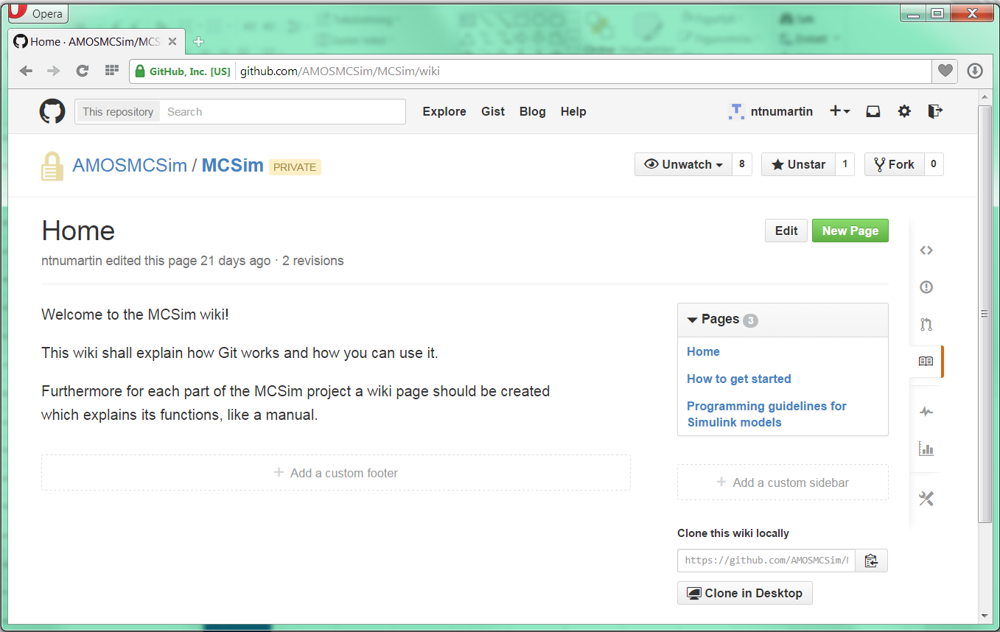 Opera
Home · AMOSMCSim/MCS
GitHub, Inc. [US] github.com/AMOSMCSim/MCSim/wiki
This repository Search Explore Gist Blog Help ntnumartin
AMOSMCSim / MCSim PRIVATE Unwatch 8 Unstar 1 Fork 0
Home Edit New Page
ntnumartin edited this page 21 days ago · 2 revisions
Welcome to the MCSim wiki!
This wiki shall explain how Git works and how you can use it.
Furthermore for each part of the MCSim project a wiki page should be created
which explains its functions, like a manual.
+ Add a custom footer
Pages 3
Home
How to get started
Programming guidelines for
Simulink models
+ Add a custom sidebar
Clone this wiki locally
https://github.com/AMOSMCSim/
Clone in Desktop